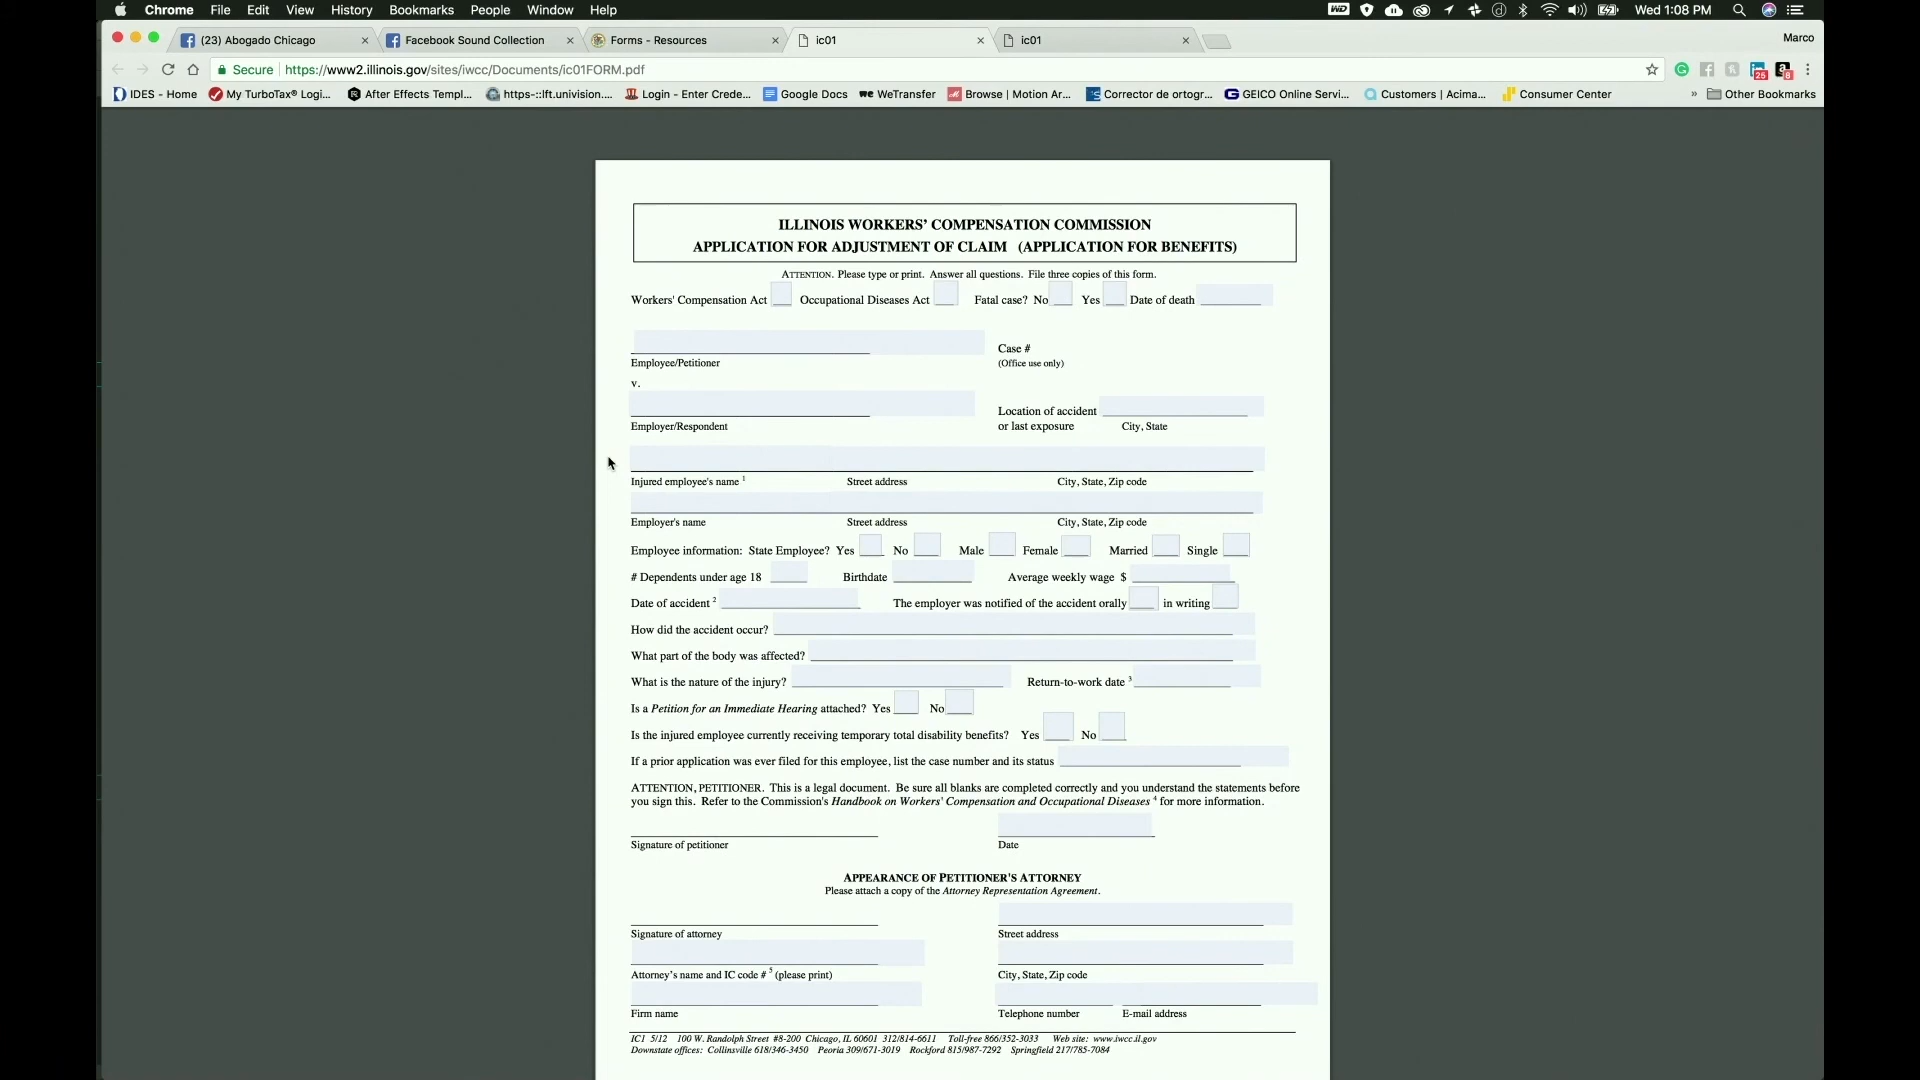 Chrome File Edit View History Bookmarks People Window Help Wed 1:08 PM
(23) Abogado Chicago Facebook Sound Collection Forms - Resources ic01 ic01 Marco
Secure https://www2.illinois.gov/sites/iwcc/Documents/ic01FORM.pdf
IDES - Home My TurboTax® Logi... After Effects Templ... https-::lft.univision.... Login - Enter Crede... Google Docs WeTransfer Browse | Motion Ar... Corrector de ortogr... GEICO Online Servi... Customers | Acima... Consumer Center » Other Bookmarks
ILLINOIS WORKERS' COMPENSATION COMMISSION
APPLICATION FOR ADJUSTMENT OF CLAIM (APPLICATION FOR BENEFITS)
ATTENTION. Please type or print. Answer all questions. File three copies of this form.
Workers' Compensation Act Occupational Diseases Act Fatal case? No Yes Date of death
Case #
Employee/Petitioner (Office use only)
v.
Location of accident
Employer/Respondent or last exposure City, State
Injured employee's name 1 Street address City, State, Zip code
Employer's name Street address City, State, Zip code
Employee information: State Employee? Yes No Male Female Married Single
# Dependents under age 18 Birthdate Average weekly wage $
Date of accident 2 The employer was notified of the accident orally in writing
How did the accident occur?
What part of the body was affected?
What is the nature of the injury? Return-to-work date 3
Is a Petition for an Immediate Hearing attached? Yes No
Is the injured employee currently receiving temporary total disability benefits? Yes No
If a prior application was ever filed for this employee, list the case number and its status
ATTENTION, PETITIONER. This is a legal document. Be sure all blanks are completed correctly and you understand the statements before
you sign this. Refer to the Commission's Handbook on Workers' Compensation and Occupational Diseases 4 for more information.
Signature of petitioner Date
APPEARANCE OF PETITIONER'S ATTORNEY
Please attach a copy of the Attorney Representation Agreement.
Signature of attorney Street address
Attorney's name and IC code # 5 (please print) City, State, Zip code
Firm name Telephone number E-mail address
IC1 5/12 100 W. Randolph Street #8-200 Chicago, IL 60601 312/814-6611 Toll-free 866/352-3033 Web site: www.iwcc.il.gov
Downstate offices: Collinsville 618/346-3450 Peoria 309/671-3019 Rockford 815/987-7292 Springfield 217/785-7084